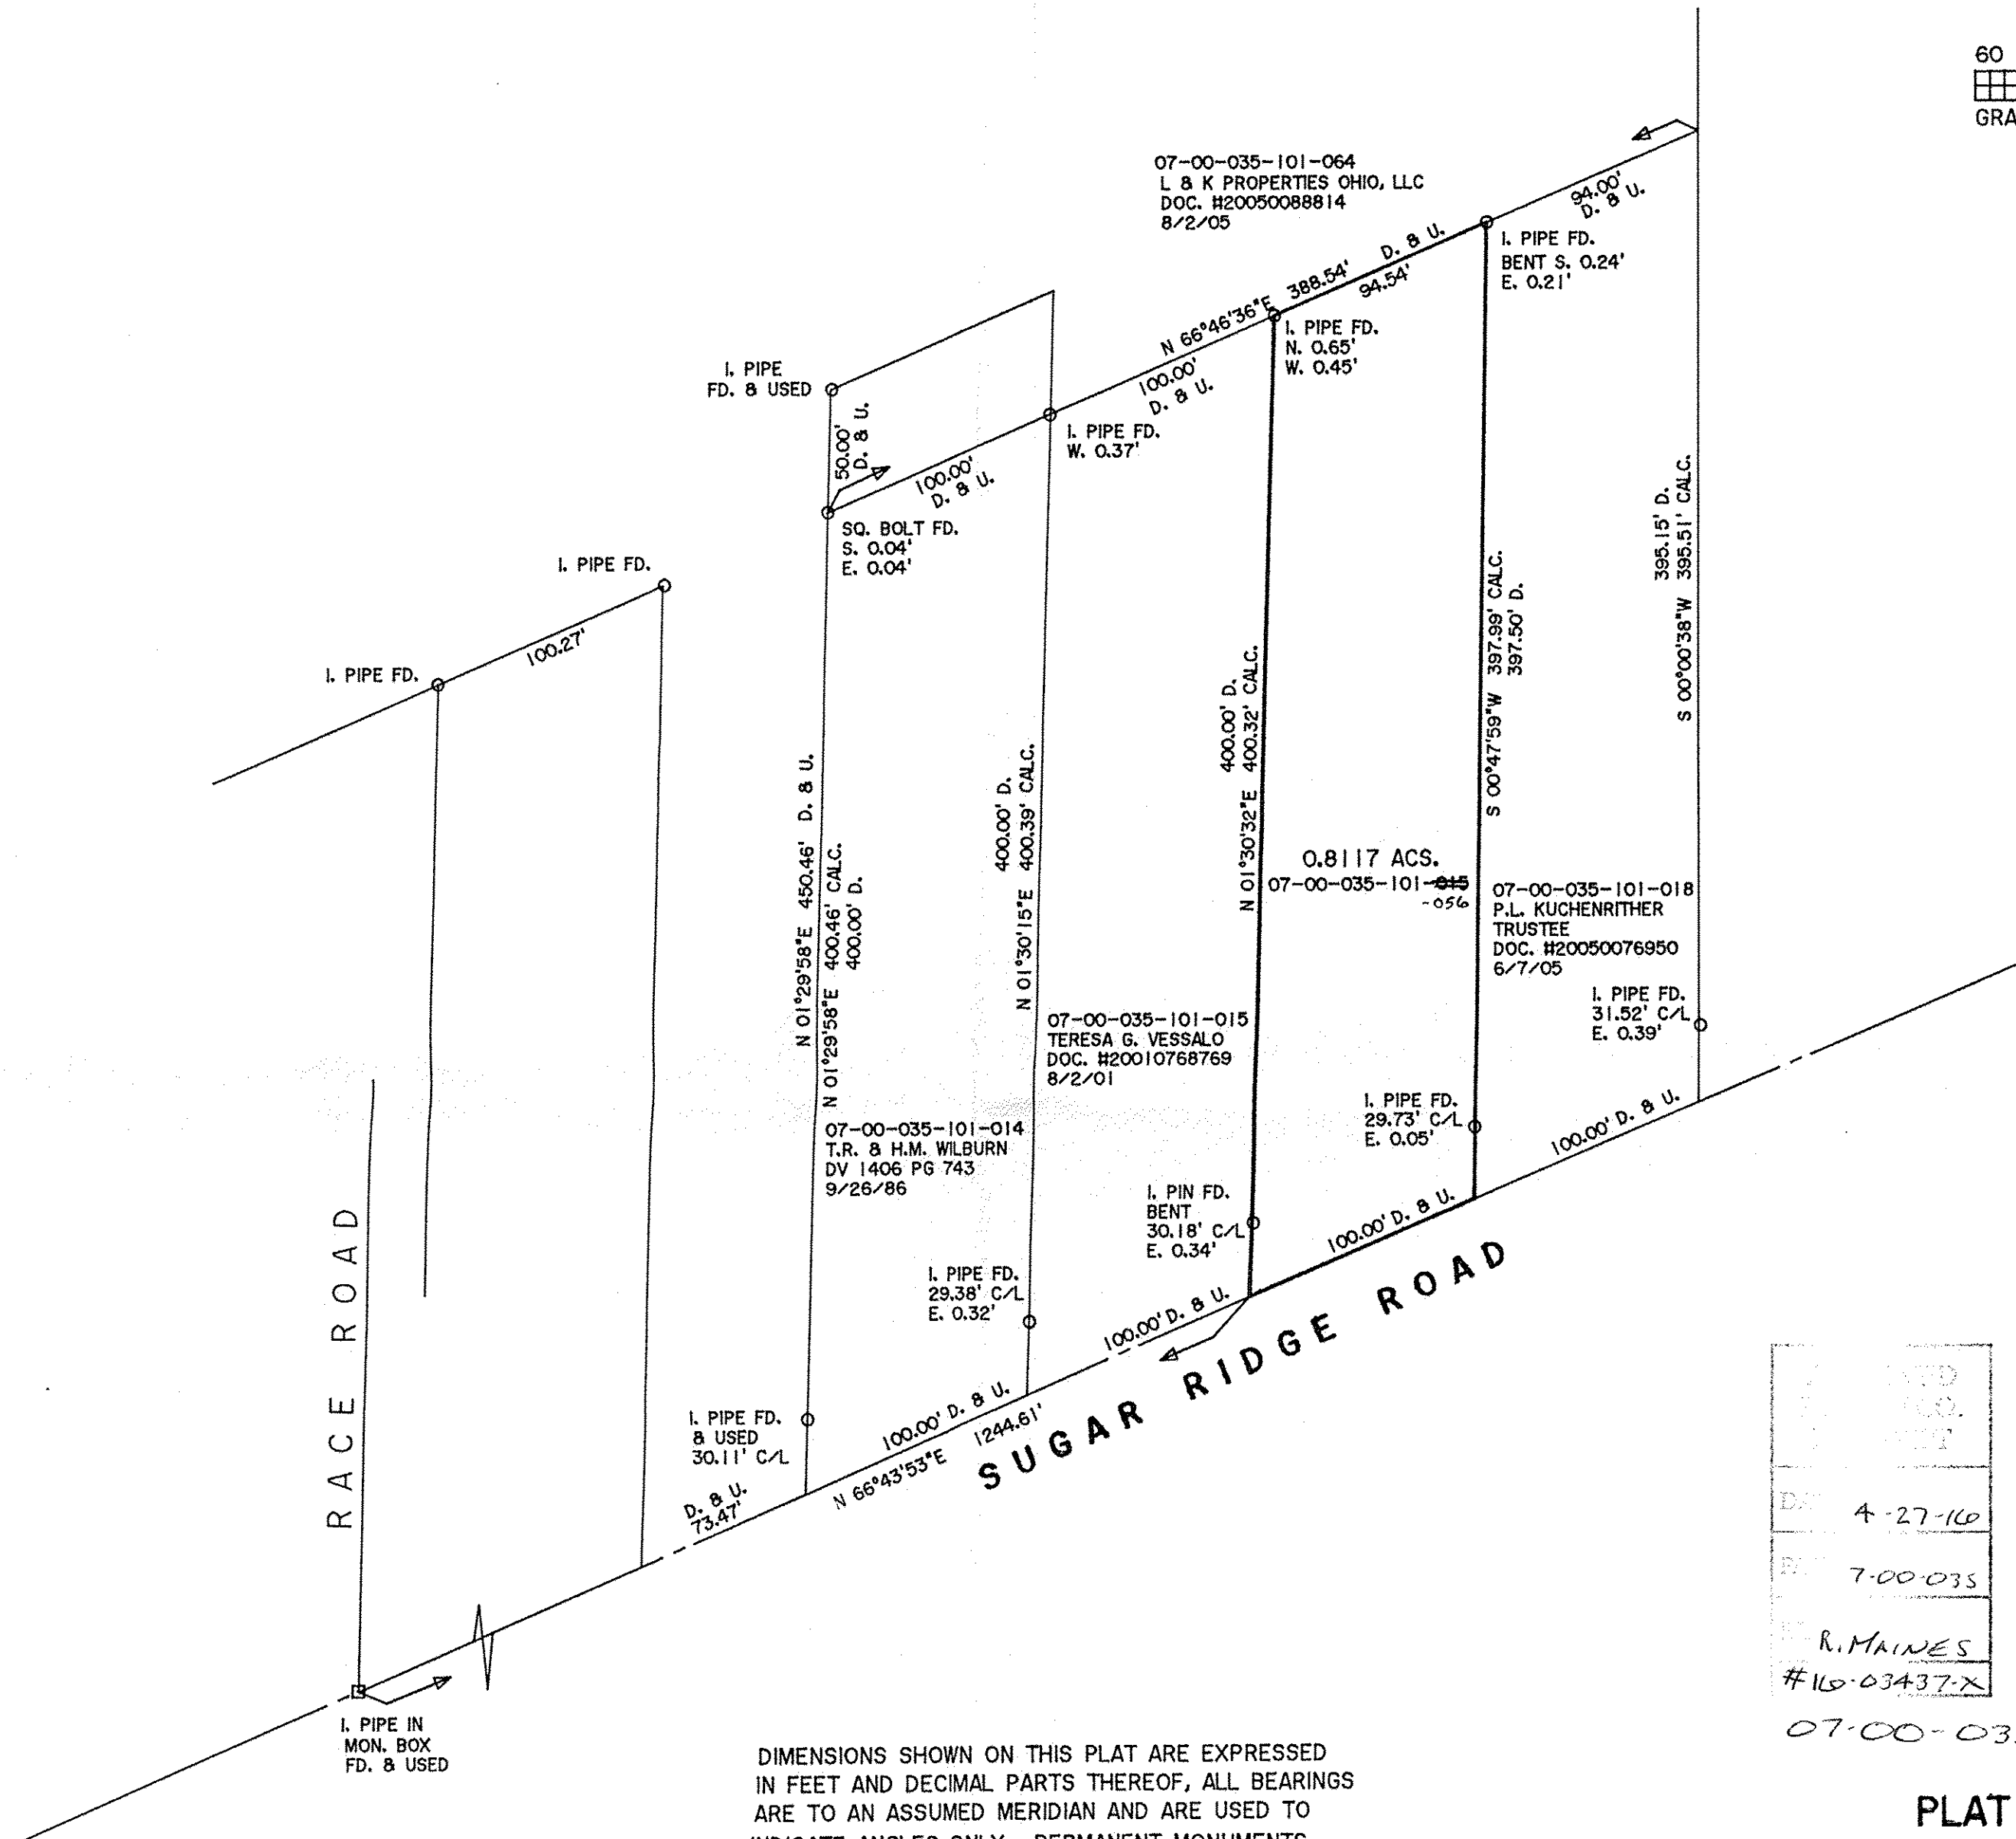 60
GRA
07-00-035-101-064
L & K PROPERTIES OHIO, LLC
DOC. #20050088814
8/2/05
94.00'
D. & U.
I. PIPE FD.
BENT S. 0.24'
E. 0.21'
N 66°46'36"E 388.54' D. & U.
94.54'
I. PIPE FD.
N. 0.65'
W. 0.45'
100.00'
D. & U.
I. PIPE
FD. & USED
50.00'
D. & U.
I. PIPE FD.
W. 0.37'
100.00'
D. & U.
SQ. BOLT FD.
S. 0.04'
E. 0.04'
I. PIPE FD.
100.27'
I. PIPE FD.
N 01°29'58"E 450.46' D. & U.
N 01°29'58"E 400.46' CALC.
400.00' D.
400.00' D.
N 01°30'15"E 400.39' CALC.
400.00' D.
N 01°30'32"E 400.32' CALC.
S 00°47'59"W 397.99' CALC.
397.50' D.
395.15' D.
S 00°00'38"W 395.51' CALC.
0.8117 ACS.
07-00-035-101-015
-056
07-00-035-101-018
P.L. KUCHENRITHER
TRUSTEE
DOC. #20050076950
6/7/05
I. PIPE FD.
31.52' C/L
E. 0.39'
07-00-035-101-015
TERESA G. VESSALO
DOC. #20010768769
8/2/01
I. PIPE FD.
29.73' C/L
E. 0.05'
100.00' D. & U.
07-00-035-101-014
T.R. & H.M. WILBURN
DV 1406 PG 743
9/26/86
I. PIN FD.
BENT
30.18' C/L
E. 0.34'
100.00' D. & U.
I. PIPE FD.
29.38' C/L
E. 0.32'
100.00' D. & U.
RACE ROAD
I. PIPE FD.
& USED
30.11' C/L
100.00' D. & U.
N 66°43'53"E 1244.61'
SUGAR RIDGE ROAD
D. & U.
73.47'
I. PIPE IN
MON. BOX
FD. & USED
CO.
4-27-16
7-00-035
R. MAINES
#16-03437-X
07-00-03
DIMENSIONS SHOWN ON THIS PLAT ARE EXPRESSED
IN FEET AND DECIMAL PARTS THEREOF, ALL BEARINGS
ARE TO AN ASSUMED MERIDIAN AND ARE USED TO
INDICATE ANGLES ONLY. PERMANENT MONUMENTS
PLAT